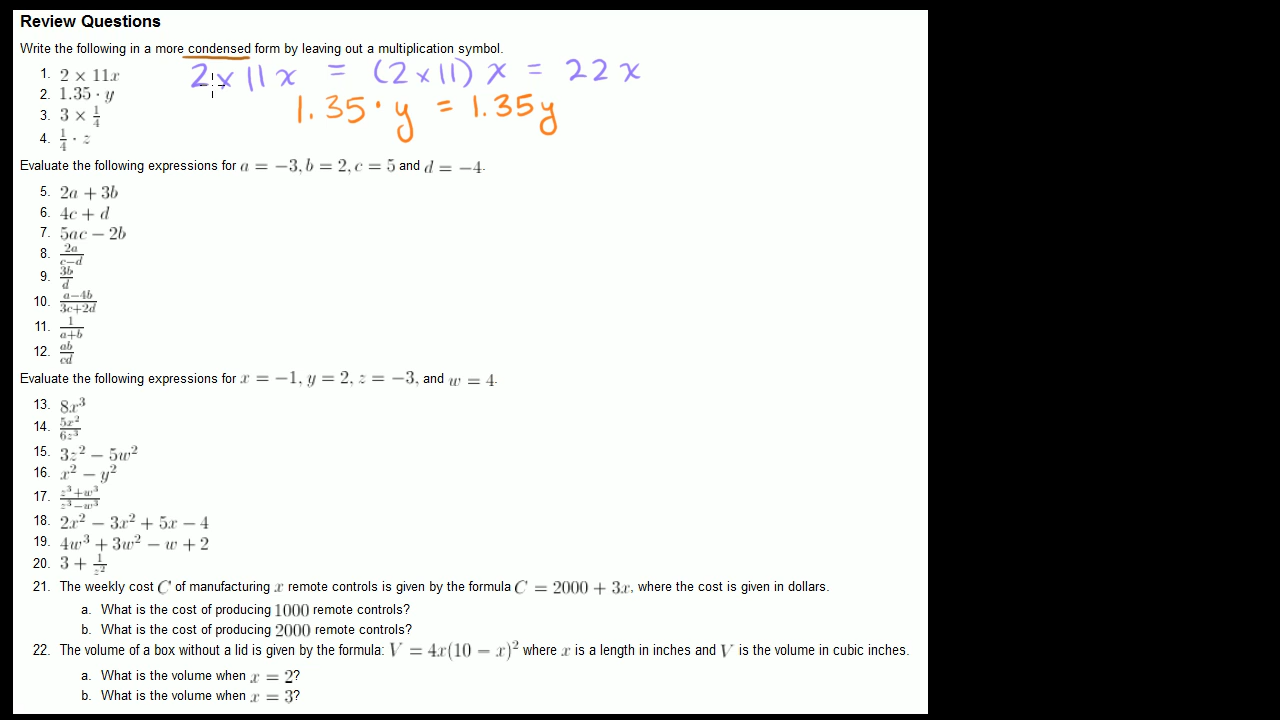 Review Questions
Write the following in a more condensed form by leaving out a multiplication symbol.
1. 2 × 11x
2 × 11 x = (2 × 11) x = 22 x
2. 1.35 · y
1.35 · y = 1.35y
3. 3 × 1/4
4. 1/4 · z
Evaluate the following expressions for a = −3, b = 2, c = 5 and d = −4.
5. 2a + 3b
6. 4c + d
7. 5ac − 2b
8. 2a/(c−d)
9. 3b/d
10. (a−4b)/(3c+2d)
11. 1/(a+b)
12. ab/cd
Evaluate the following expressions for x = −1, y = 2, z = −3, and w = 4.
13. 8x³
14. 5x²/6z³
15. 3z² − 5w²
16. x² − y²
17. (z³+w³)/(z³−w³)
18. 2x² − 3x² + 5x − 4
19. 4w³ + 3w² − w + 2
20. 3 + 1/z²
21. The weekly cost C of manufacturing x remote controls is given by the formula C = 2000 + 3x, where the cost is given in dollars.
a. What is the cost of producing 1000 remote controls?
b. What is the cost of producing 2000 remote controls?
22. The volume of a box without a lid is given by the formula: V = 4x(10 − x)² where x is a length in inches and V is the volume in cubic inches.
a. What is the volume when x = 2?
b. What is the volume when x = 3?